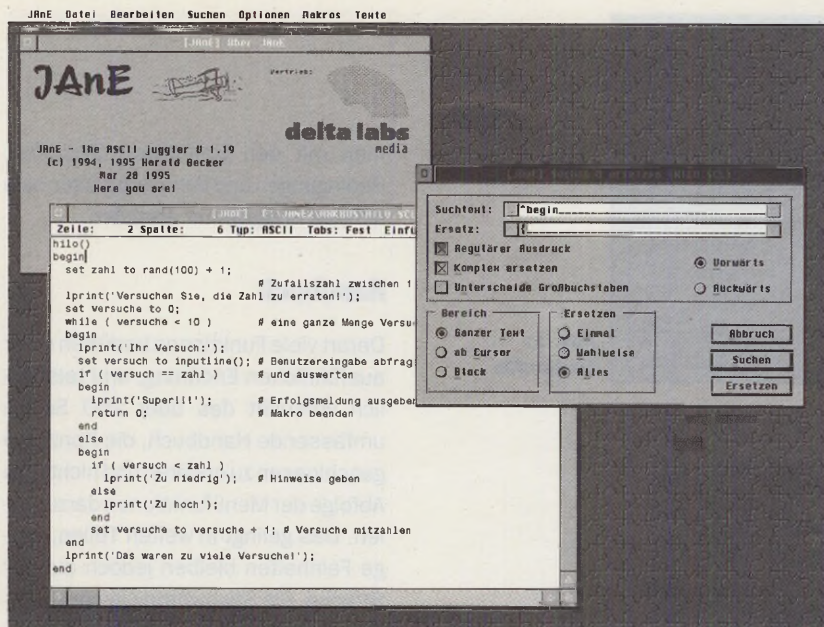 JAnE Datei Bearbeiten Suchen Optionen Makros Texte
[JAnE] Über JAnE
JAnE
Vertrieb:
delta labs
media
JAnE - The ASCII juggler V 1.19
(c) 1994, 1995 Harald Becker
Mar 28 1995
Here you are!
[JAnE] E:\JANE2\MAKROS\HILO.SC
Zeile: 2 Spalte: 6 Typ: ASCII Tabs: Fest Einfü
hilo()
begin
set zahl to rand(100) + 1;
# Zufallszahl zwischen 1
lprint('Versuchen Sie, die Zahl zu erraten!');
set versuche to 0;
while ( versuche < 10 ) # eine ganze Menge Versu
begin
lprint('Ihr Versuch:');
set versuch to inputline(); # Benutzereingabe abfrag
if ( versuch == zahl ) # und auswerten
begin
lprint('Super!!!'); # Erfolgsmeldung ausgeben
return 0; # Makro beenden
end
else
begin
if ( versuch < zahl )
lprint('Zu niedrig'); # Hinweise geben
else
lprint('Zu hoch');
end
set versuche to versuche + 1; # Versuche mitzählen
end
lprint('Das waren zu viele Versuche!');
end
Suchtext: ^begin
Ersatz: {
Regulärer Ausdruck
Komplex ersetzen
Unterscheide Großbuchstaben
Vorwärts
Rückwärts
Bereich
Ganzer Text
ab Cursor
Block
Ersetzen
Einmal
Wahlweise
Alles
Abbruch
Suchen
Ersetzen